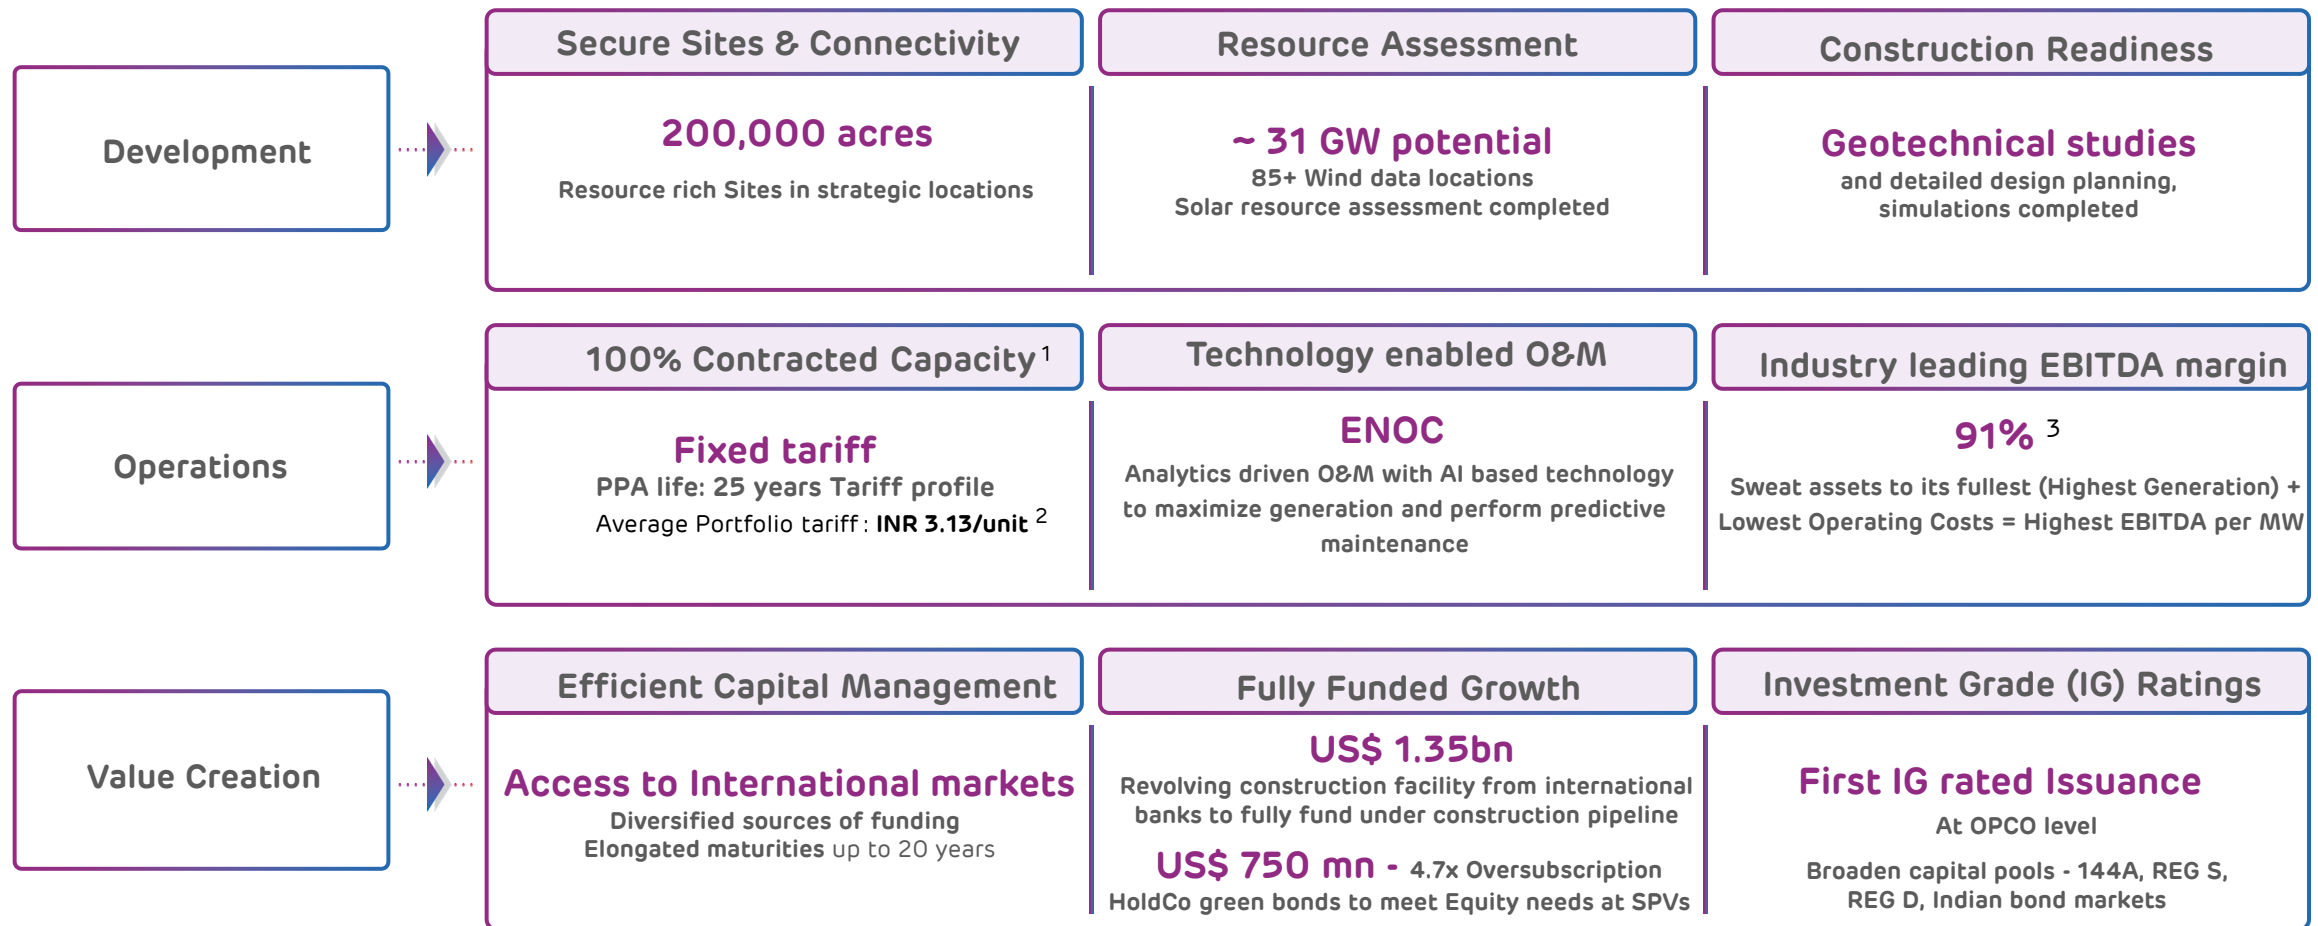 Development
Secure Sites & Connectivity
200,000 acres
Resource rich Sites in strategic locations
Resource Assessment
~ 31 GW potential
85+ Wind data locations
Solar resource assessment completed
Construction Readiness
Geotechnical studies
and detailed design planning,
simulations completed
Operations
100% Contracted Capacity 1
Fixed tariff
PPA life: 25 years Tariff profile
Average Portfolio tariff : INR 3.13/unit 2
Technology enabled O&M
ENOC
Analytics driven O&M with AI based technology
to maximize generation and perform predictive
maintenance
Industry leading EBITDA margin
91% 3
Sweat assets to its fullest (Highest Generation) +
Lowest Operating Costs = Highest EBITDA per MW
Value Creation
Efficient Capital Management
Access to International markets
Diversified sources of funding
Elongated maturities up to 20 years
Fully Funded Growth
US$ 1.35bn
Revolving construction facility from international
banks to fully fund under construction pipeline
US$ 750 mn - 4.7x Oversubscription
HoldCo green bonds to meet Equity needs at SPVs
Investment Grade (IG) Ratings
First IG rated Issuance
At OPCO level
Broaden capital pools - 144A, REG S,
REG D, Indian bond markets